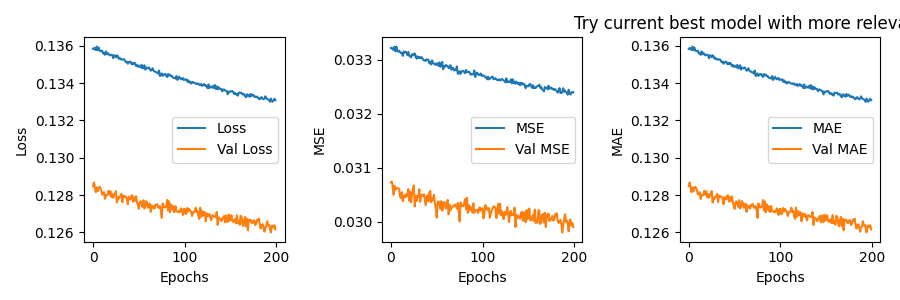 Try current best model with more releva
0.136
0.134
0.132
0.130
0.128
0.126
Loss
Loss
Val Loss
0
100
200
Epochs
0.033
0.032
0.031
0.030
MSE
MSE
Val MSE
0
100
200
Epochs
0.136
0.134
0.132
0.130
0.128
0.126
MAE
MAE
Val MAE
0
100
200
Epochs